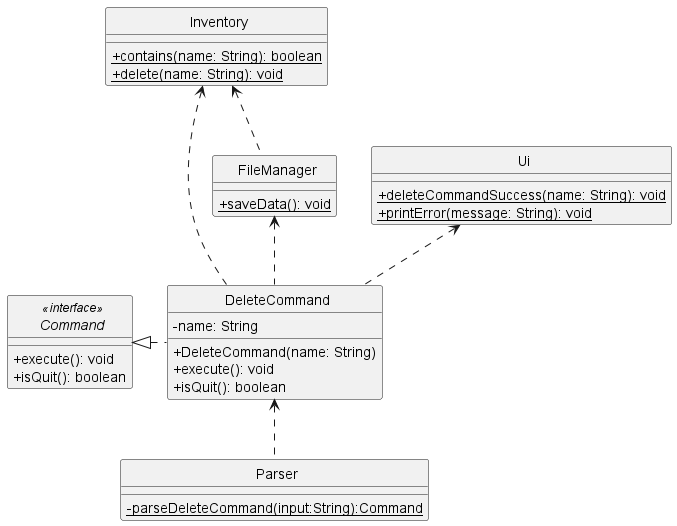 Inventory
+contains(name: String): boolean
+delete(name: String): void
FileManager
+saveData(): void
Ui
+deleteCommandSuccess(name: String): void
+printError(message: String): void
«interface»
Command
+execute(): void
+isQuit(): boolean
DeleteCommand
-name: String
+DeleteCommand(name: String)
+execute(): void
+isQuit(): boolean
Parser
-parseDeleteCommand(input:String):Command